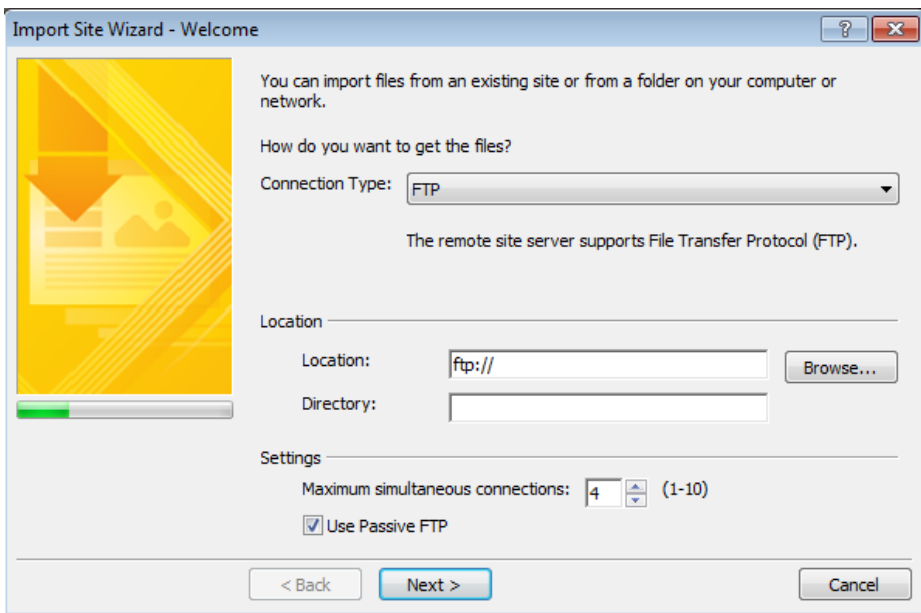 Import Site Wizard - Welcome
You can import files from an existing site or from a folder on your computer or
network.
How do you want to get the files?
Connection Type: FTP
The remote site server supports File Transfer Protocol (FTP).
Location
Location: ftp:// Browse...
Directory:
Settings
Maximum simultaneous connections: 4 (1-10)
Use Passive FTP
< Back Next > Cancel